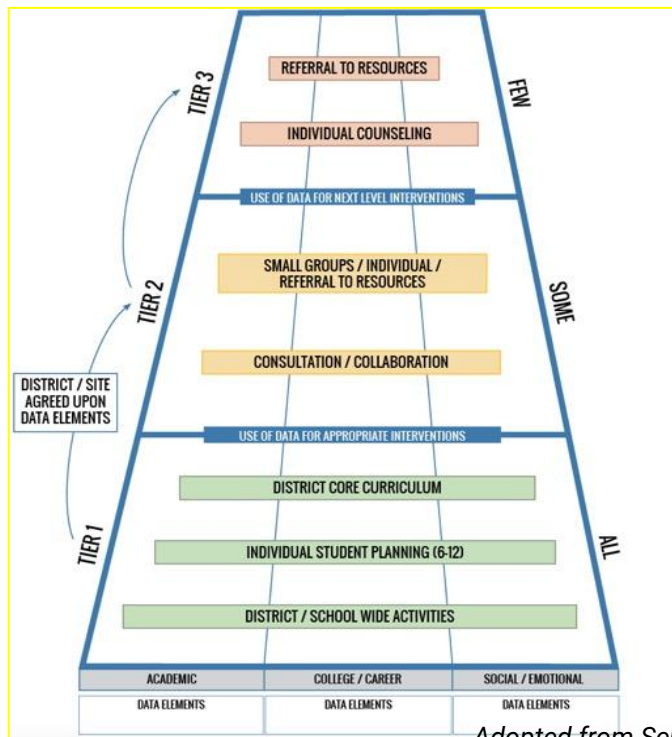 TIER 3
REFERRAL TO RESOURCES
FEW
INDIVIDUAL COUNSELING
USE OF DATA FOR NEXT LEVEL INTERVENTIONS
TIER 2
SMALL GROUPS / INDIVIDUAL /
REFERRAL TO RESOURCES
SOME
CONSULTATION / COLLABORATION
DISTRICT / SITE
AGREED UPON
DATA ELEMENTS
USE OF DATA FOR APPROPRIATE INTERVENTIONS
TIER 1
DISTRICT CORE CURRICULUM
ALL
INDIVIDUAL STUDENT PLANNING (6-12)
DISTRICT / SCHOOL WIDE ACTIVITIES
ACADEMIC
COLLEGE / CAREER
SOCIAL / EMOTIONAL
DATA ELEMENTS
DATA ELEMENTS
DATA ELEMENTS
Adopted from